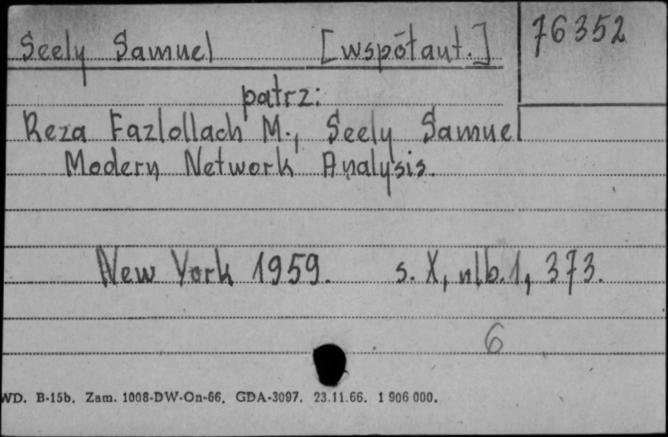 Seely Samuel [współaut.] 76352
patrz:
Reza Fazlollach M., Seely Samuel
Modern Network Analysis.
New York 1959. s. X, nlb. 1, 373.
6
WD. B-15b. Zam. 1008-DW-On-66. GDA-3097. 23.11.66. 1 906 000.